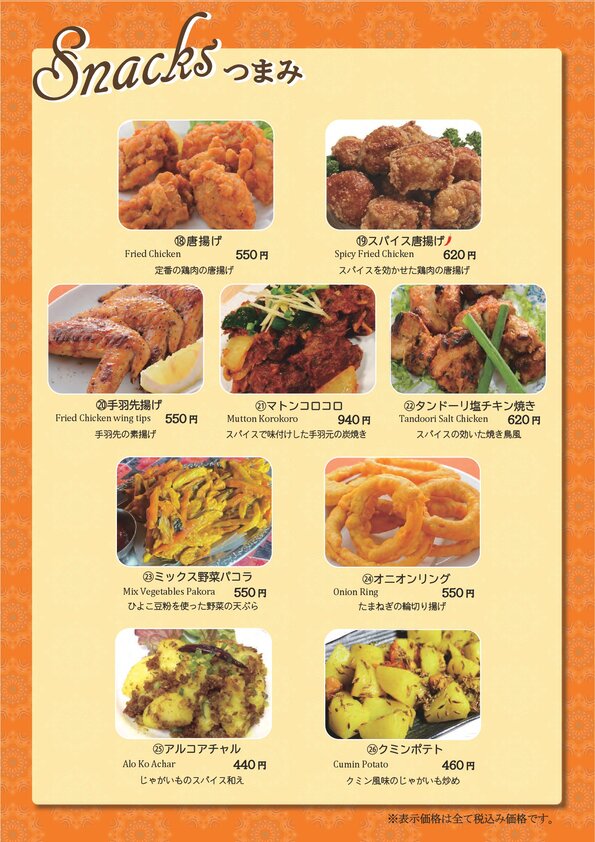 Snacks つまみ
⑱唐揚げ
Fried Chicken 550円
定番の鶏肉の唐揚げ
⑲スパイス唐揚げ
Spicy Fried Chicken 620円
スパイスを効かせた鶏肉の唐揚げ
⑳手羽先揚げ
Fried Chicken wing tips 550円
手羽先の素揚げ
㉑マトンコロコロ
Mutton Korokoro 940円
スパイスで味付けした手羽元の炭焼き
㉒タンドーリ塩チキン焼き
Tandoori Salt Chicken 620円
スパイスの効いた焼き鳥風
㉓ミックス野菜パコラ
Mix Vegetables Pakora 550円
ひよこ豆粉を使った野菜の天ぷら
㉔オニオンリング
Onion Ring 550円
たまねぎの輪切り揚げ
㉕アルコアチャル
Alo Ko Achar 440円
じゃがいものスパイス和え
㉖クミンポテト
Cumin Potato 460円
クミン風味のじゃがいも炒め
※表示価格は全て税込み価格です。